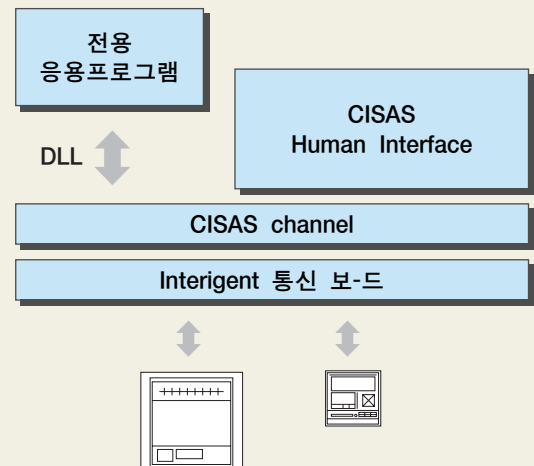 전용
응용프로그램
CISAS
Human Interface
DLL
CISAS channel
Interigent 통신 보-드